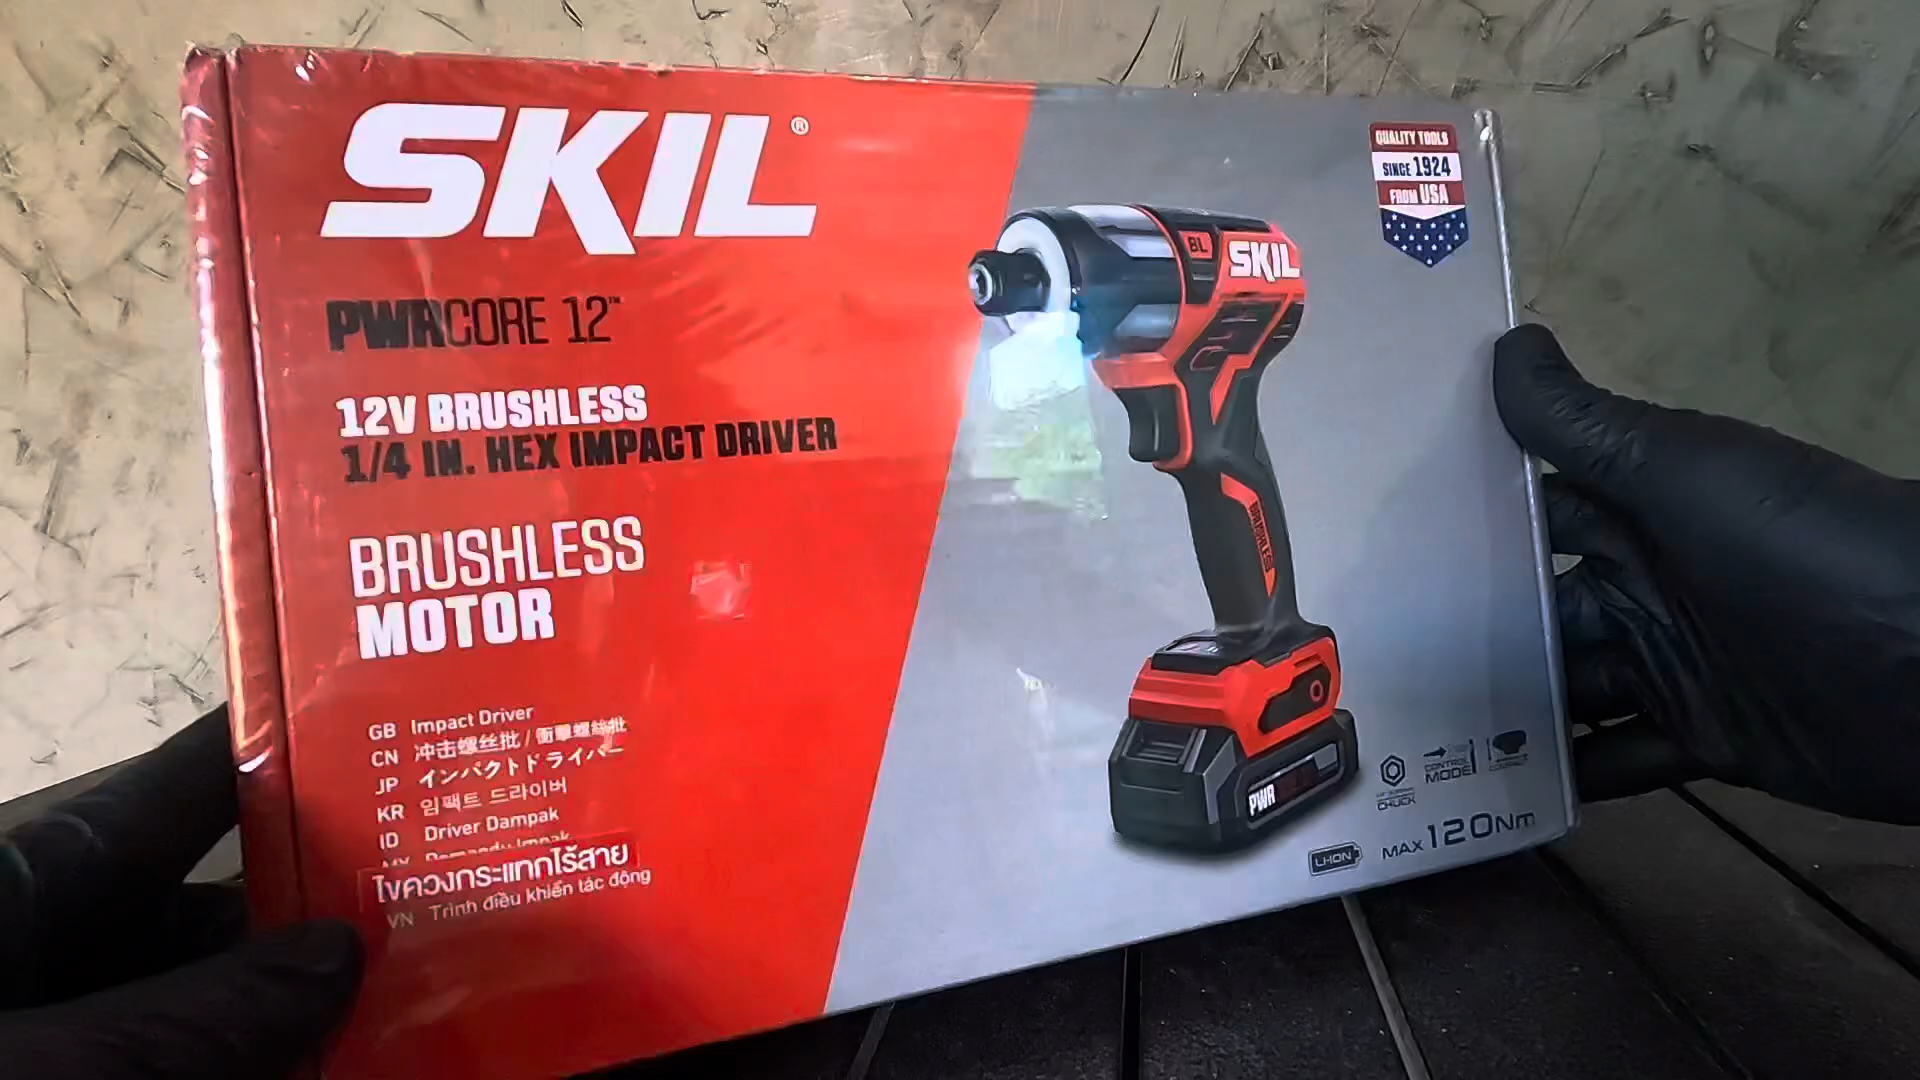 SKIL®
PWRCORE 12™
12V BRUSHLESS
1/4 IN. HEX IMPACT DRIVER
BRUSHLESS
MOTOR
GB Impact Driver
CN 冲击螺丝批 / 衝擊螺絲批
JP インパクトドライバー
KR 임팩트 드라이버
ID Driver Dampak
ไขควงกระแทกไร้สาย
VN Trình điều khiển tác động
QUALITY TOOLS
SINCE 1924
FROM USA
BL
SKIL
BRUSHLESS
PWR
CHUCK
CONTROL
MODE
COMPACT
LI-ION
MAX 120Nm